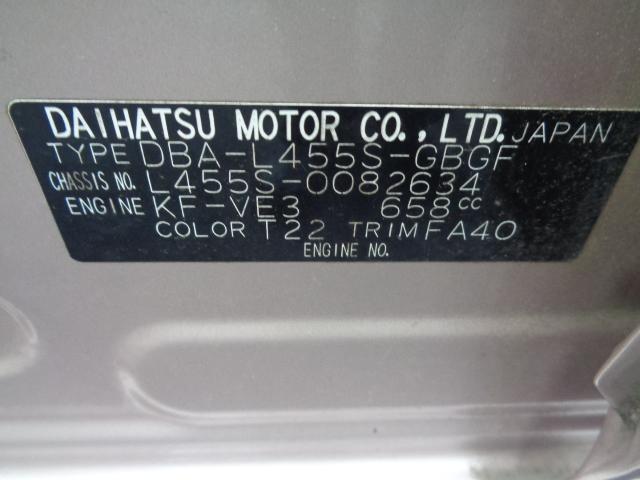 DAIHATSU MOTOR CO., LTD. JAPAN
TYPE DBA-L455S-GBGF
CHASSIS NO. L455S-0082634
ENGINE KF-VE3 658cc
COLOR T22 TRIM FA40
ENGINE NO.